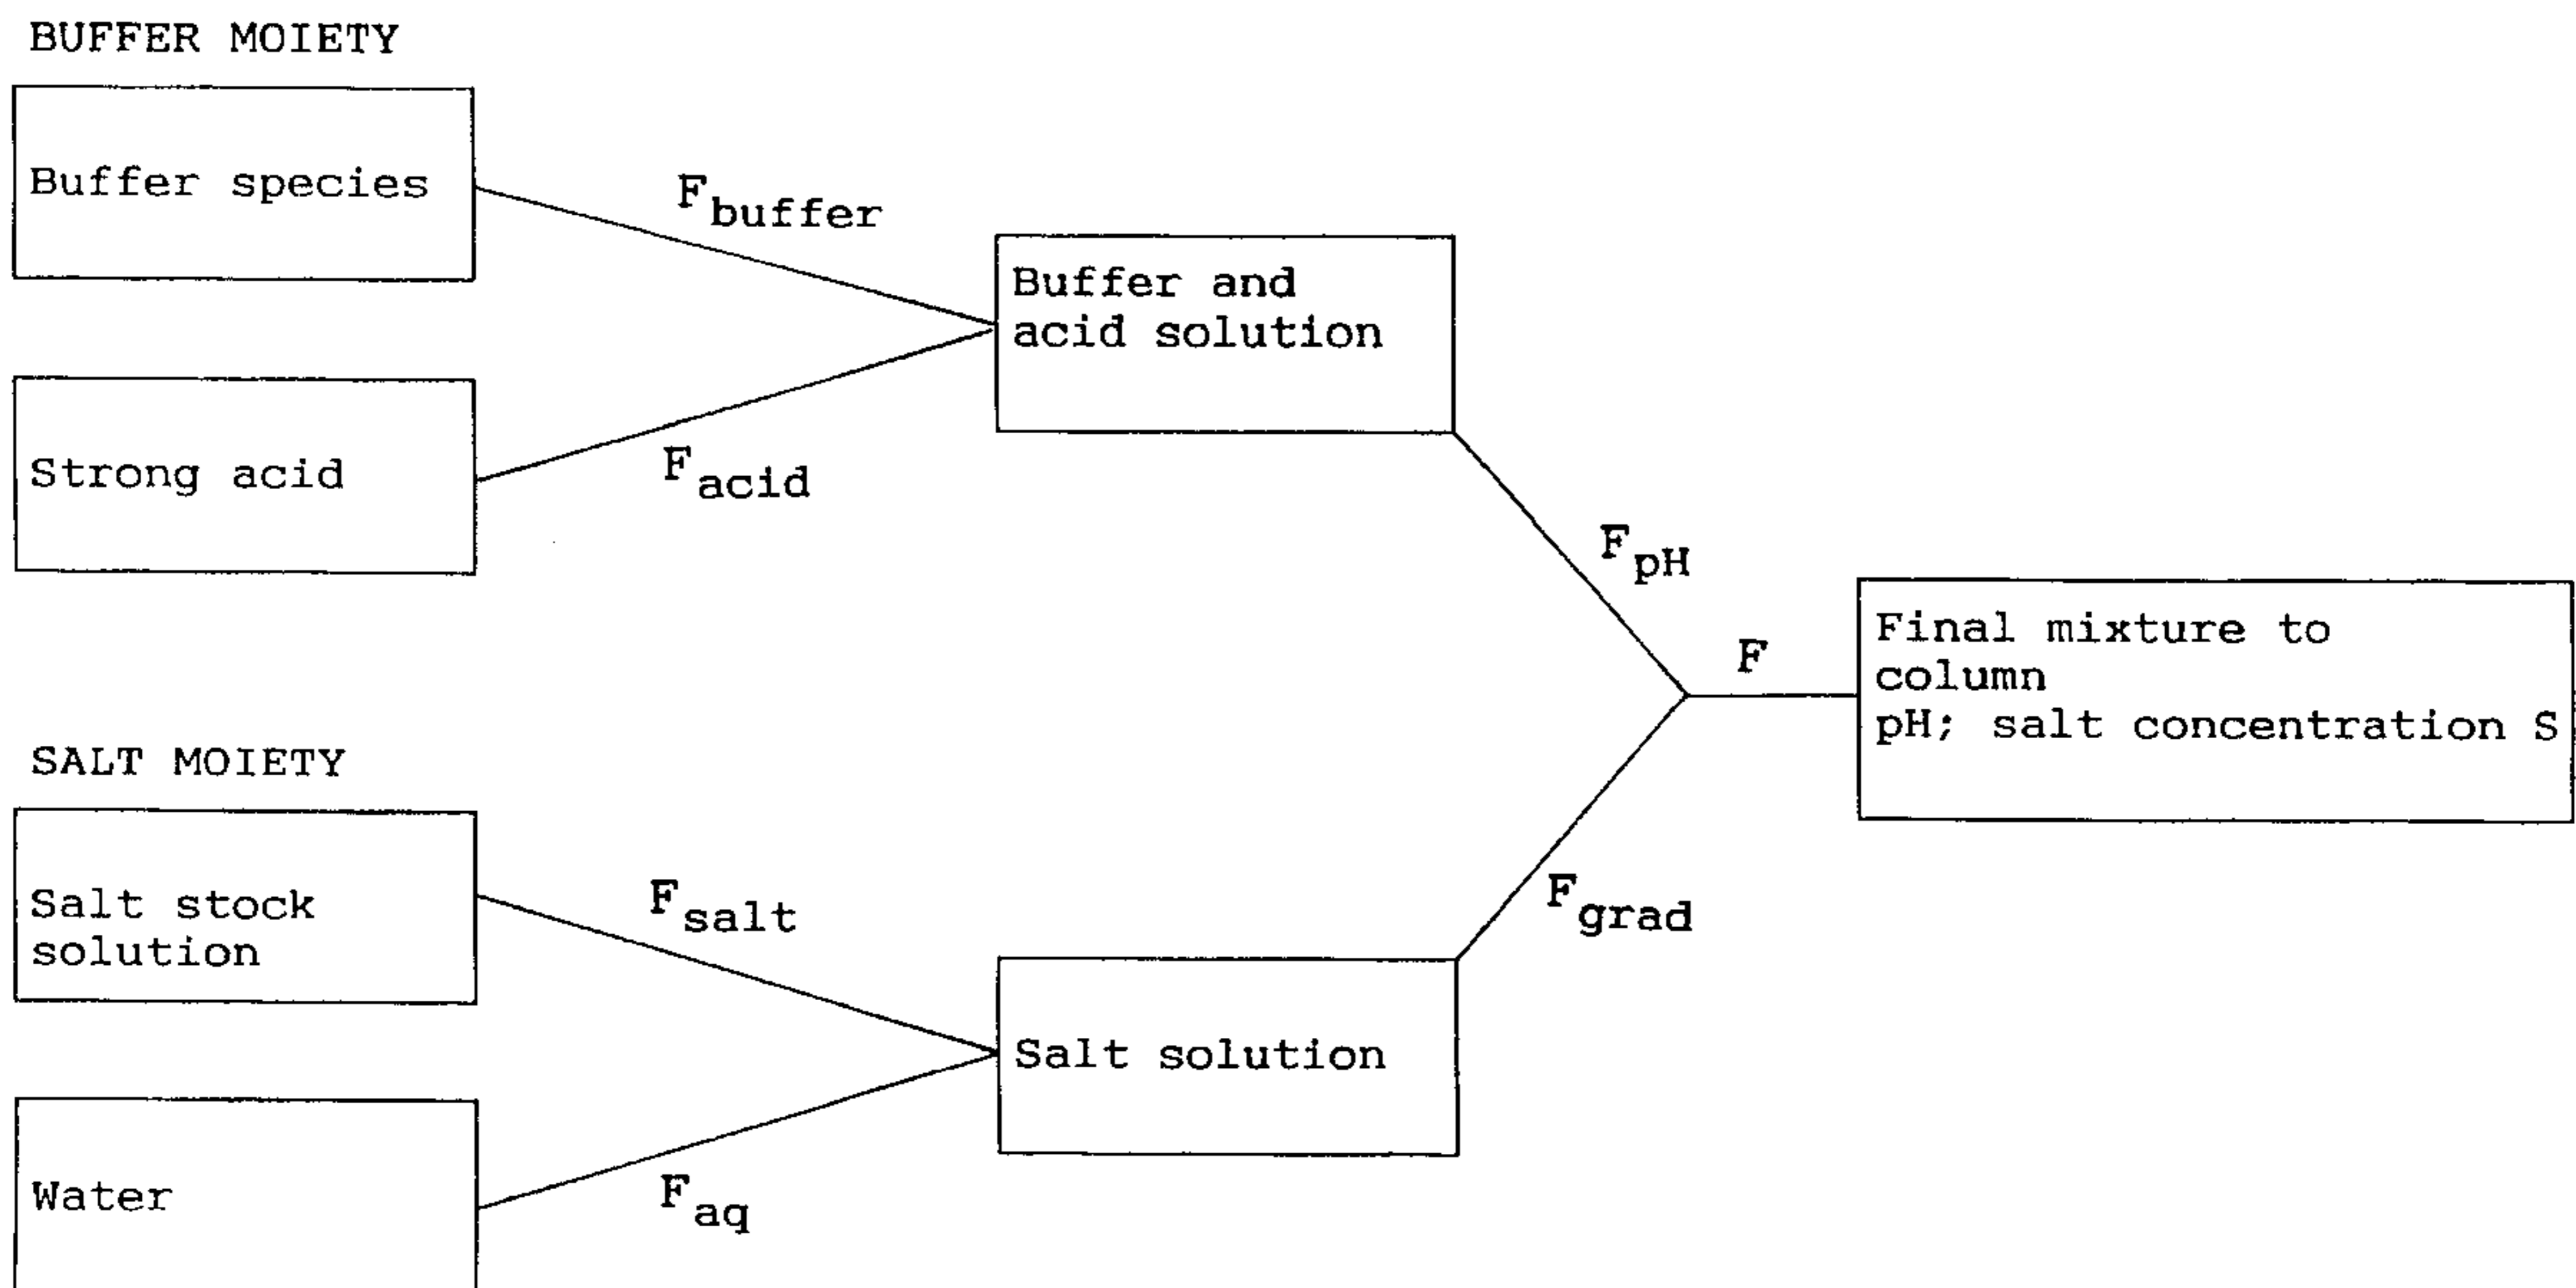 BUFFER MOIETY
Buffer species
F buffer
Buffer and
acid solution
Strong acid
F acid
F pH
F
Final mixture to
column
pH; salt concentration S
SALT MOIETY
Salt stock
solution
F salt
F grad
Salt solution
Water
F aq